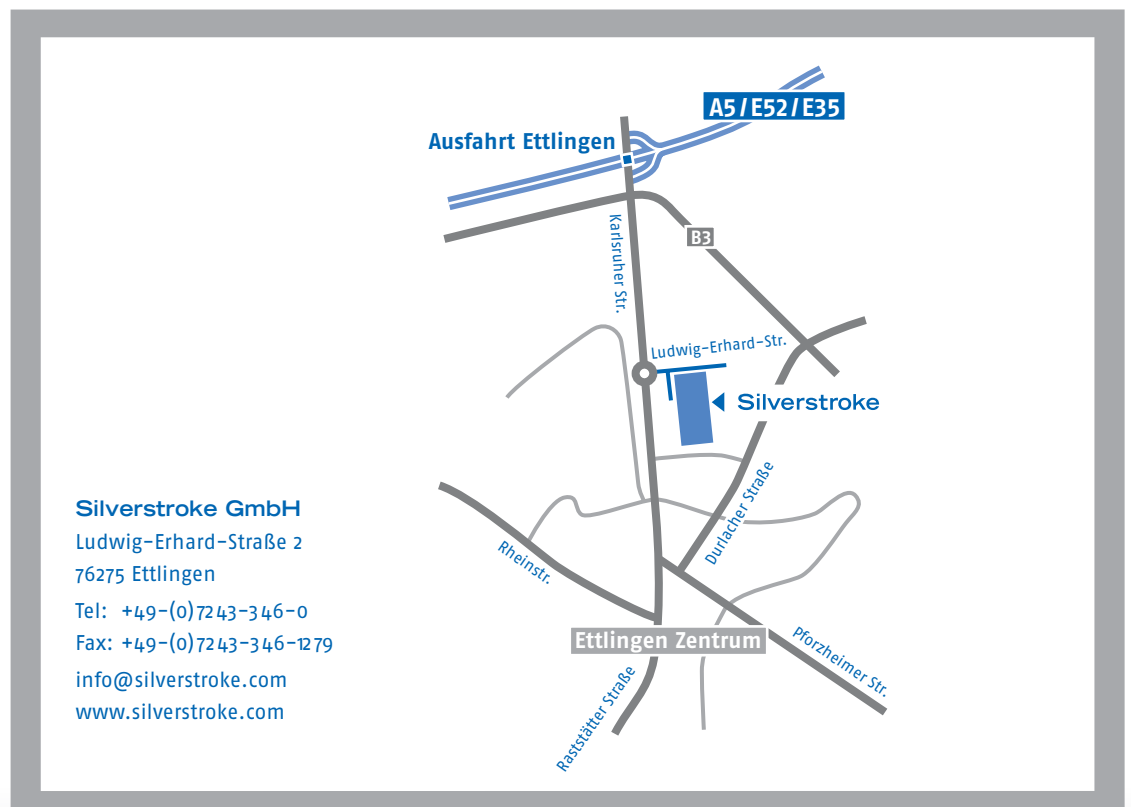 A5/E52/E35
Ausfahrt Ettlingen
Karlsruher Str.
B3
Ludwig-Erhard-Str.
Silverstroke
Durlacher Straße
Rheinstr.
Ettlingen Zentrum
Pforzheimer Str.
Raststätter Straße
Silverstroke GmbH
Ludwig-Erhard-Straße 2
76275 Ettlingen
Tel: +49-(0)7243-346-0
Fax: +49-(0)7243-346-1279
info@silverstroke.com
www.silverstroke.com